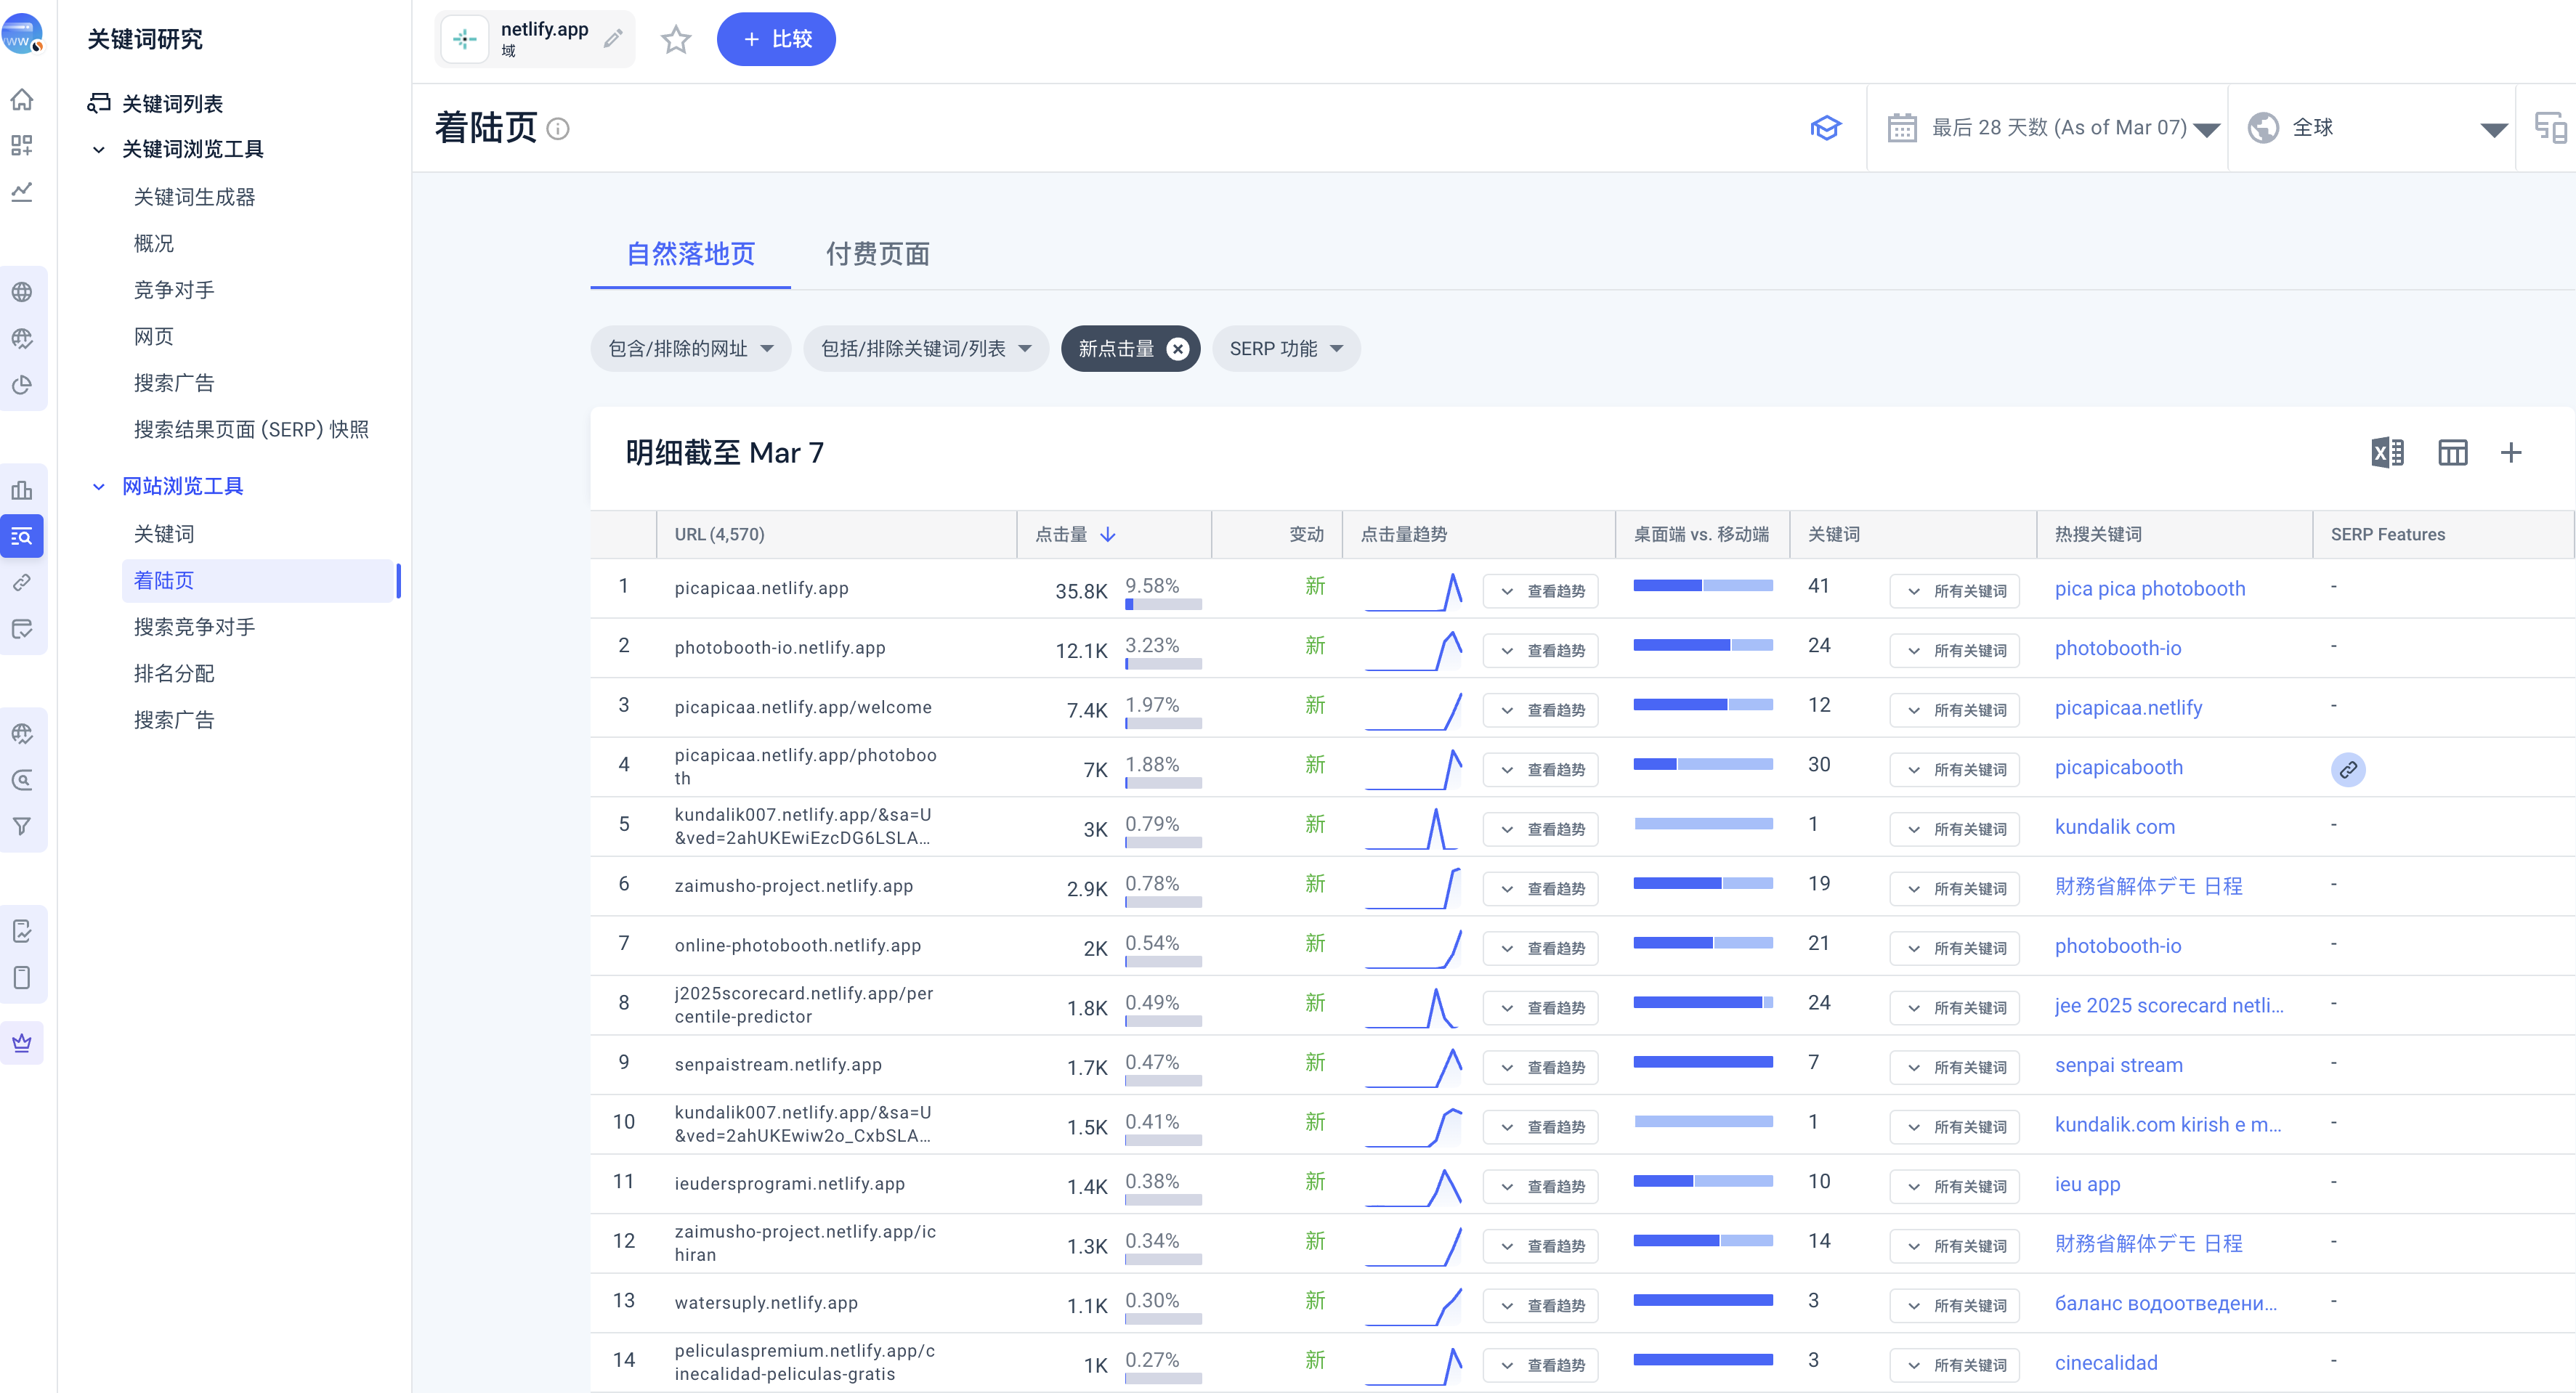 关键词研究
关键词列表
关键词浏览工具
关键词生成器
概况
竞争对手
网页
搜索广告
搜索结果页面 (SERP) 快照
网站浏览工具
关键词
着陆页
搜索竞争对手
排名分配
搜索广告
netlify.app
域
+ 比较
着陆页
最后 28 天数 (As of Mar 07)
全球
自然落地页
付费页面
包含/排除的网址
包括/排除关键词/列表
新点击量
SERP 功能
明细截至 Mar 7
URL (4,570) 点击量 变动 点击量趋势 桌面端 vs. 移动端 关键词 热搜关键词 SERP Features
1 picapicaa.netlify.app 35.8K 9.58% 新 查看趋势 41 所有关键词 pica pica photobooth -
2 photobooth-io.netlify.app 12.1K 3.23% 新 查看趋势 24 所有关键词 photobooth-io -
3 picapicaa.netlify.app/welcome 7.4K 1.97% 新 查看趋势 12 所有关键词 picapicaa.netlify -
4 picapicaa.netlify.app/photoboo
th 7K 1.88% 新 查看趋势 30 所有关键词 picapicabooth
5 kundalik007.netlify.app/&sa=U
&ved=2ahUKEwiEzcDG6LSLA... 3K 0.79% 新 查看趋势 1 所有关键词 kundalik com -
6 zaimusho-project.netlify.app 2.9K 0.78% 新 查看趋势 19 所有关键词 財務省解体デモ 日程 -
7 online-photobooth.netlify.app 2K 0.54% 新 查看趋势 21 所有关键词 photobooth-io -
8 j2025scorecard.netlify.app/per
centile-predictor 1.8K 0.49% 新 查看趋势 24 所有关键词 jee 2025 scorecard netli... -
9 senpaistream.netlify.app 1.7K 0.47% 新 查看趋势 7 所有关键词 senpai stream -
10 kundalik007.netlify.app/&sa=U
&ved=2ahUKEwiw2o_CxbSLA... 1.5K 0.41% 新 查看趋势 1 所有关键词 kundalik.com kirish e m... -
11 ieudersprogrami.netlify.app 1.4K 0.38% 新 查看趋势 10 所有关键词 ieu app -
12 zaimusho-project.netlify.app/ic
hiran 1.3K 0.34% 新 查看趋势 14 所有关键词 財務省解体デモ 日程 -
13 watersuply.netlify.app 1.1K 0.30% 新 查看趋势 3 所有关键词 баланс водоотведени... -
14 peliculaspremium.netlify.app/c
inecalidad-peliculas-gratis 1K 0.27% 新 查看趋势 3 所有关键词 cinecalidad -